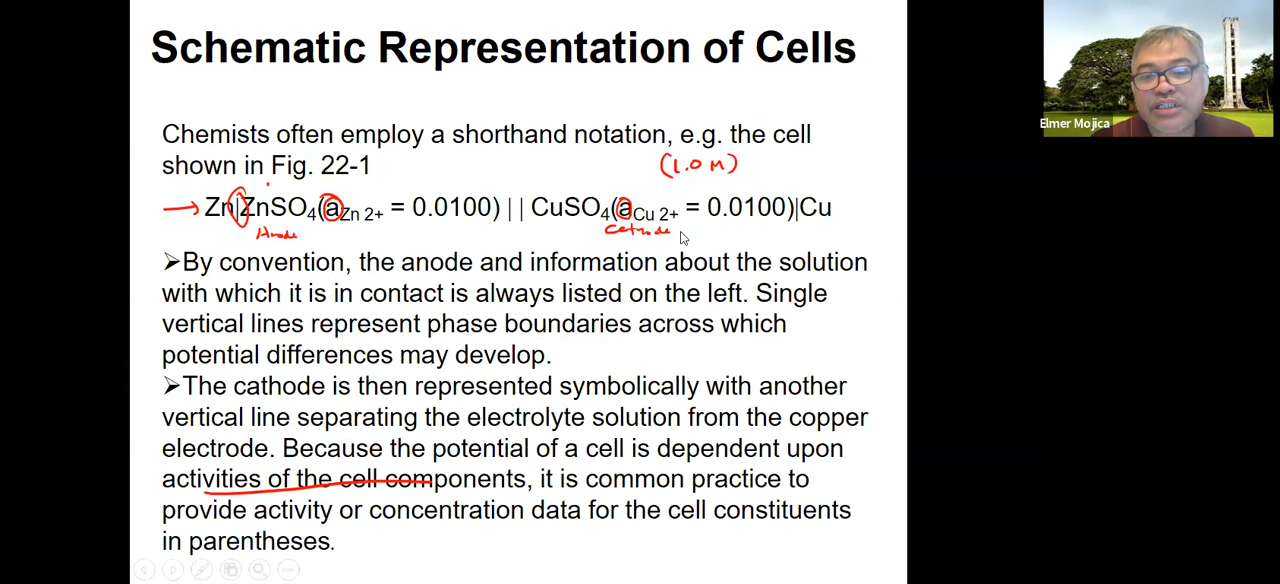 Schematic Representation of Cells
Elmer Mojica
Chemists often employ a shorthand notation, e.g. the cell
shown in Fig. 22-1
(1.0 M)
Zn|ZnSO4(aZn 2+ = 0.0100) | | CuSO4(aCu 2+ = 0.0100)|Cu
Anode
Cathode
➢By convention, the anode and information about the solution
with which it is in contact is always listed on the left. Single
vertical lines represent phase boundaries across which
potential differences may develop.
➢The cathode is then represented symbolically with another
vertical line separating the electrolyte solution from the copper
electrode. Because the potential of a cell is dependent upon
activities of the cell components, it is common practice to
provide activity or concentration data for the cell constituents
in parentheses.